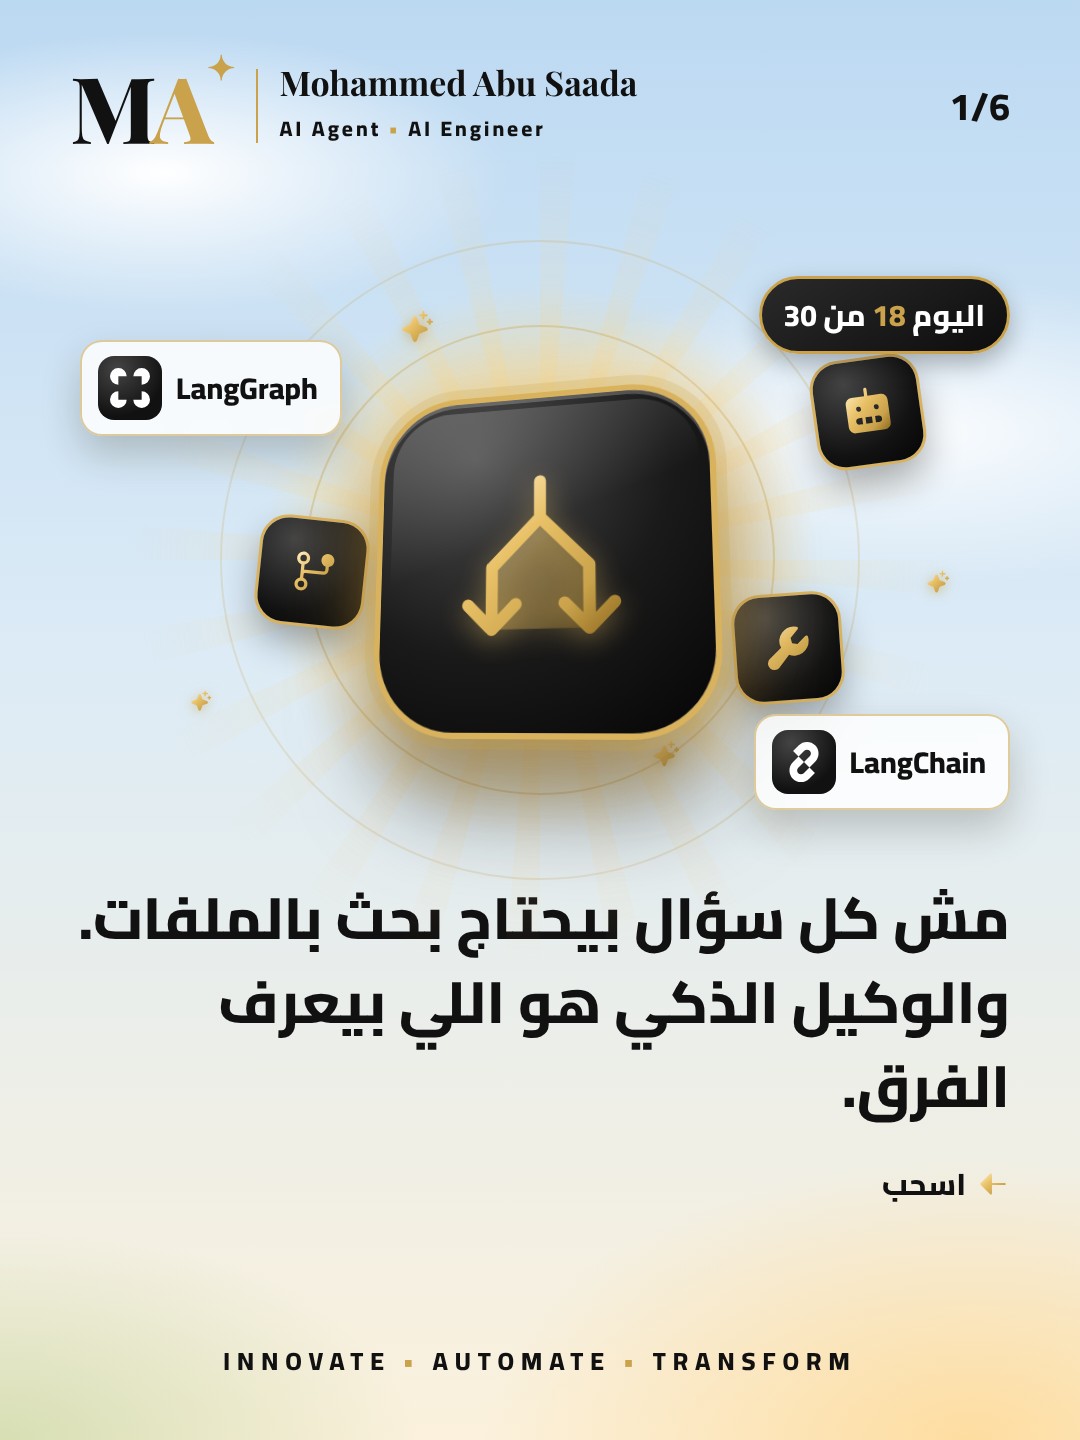 MA
Mohammed Abu Saada
AI Agent ▪ AI Engineer
1/6
اليوم 18 من 30
LangGraph
LangChain
مش كل سؤال بيحتاج بحث بالملفات.
والوكيل الذكي هو اللي بيعرف
الفرق.
اسحب
INNOVATE ▪ AUTOMATE ▪ TRANSFORM